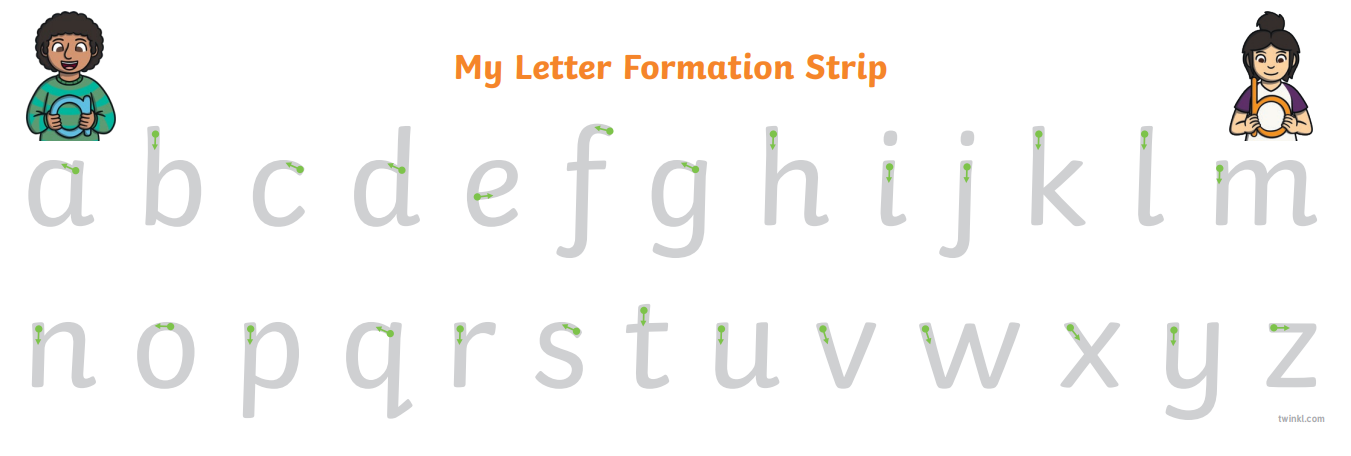 My Letter Formation Strip
a b c d e f g h i j k l m
n o p q r s t u v w x y z
twinkl.com